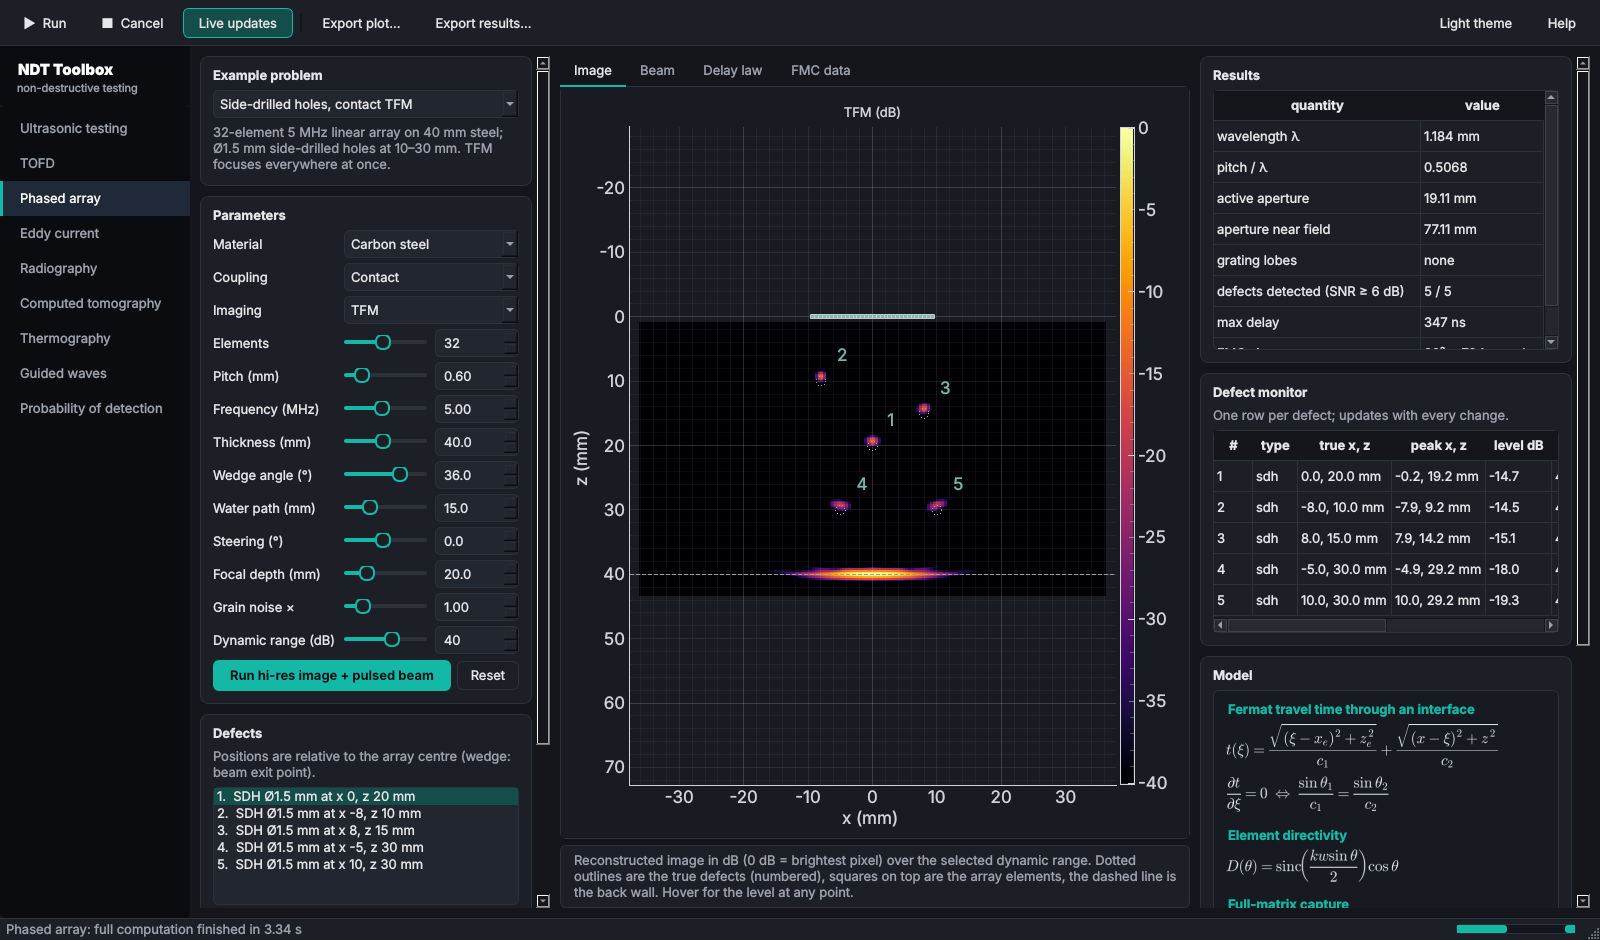 Run
Cancel
Live updates
Export plot...
Export results...
Light theme
Help
NDT Toolbox
non-destructive testing
Ultrasonic testing
TOFD
Phased array
Eddy current
Radiography
Computed tomography
Thermography
Guided waves
Probability of detection
Example problem
Side-drilled holes, contact TFM
32-element 5 MHz linear array on 40 mm steel;
Ø1.5 mm side-drilled holes at 10–30 mm. TFM
focuses everywhere at once.
Parameters
Material Carbon steel
Coupling Contact
Imaging TFM
Elements 32
Pitch (mm) 0.60
Frequency (MHz) 5.00
Thickness (mm) 40.0
Wedge angle (°) 36.0
Water path (mm) 15.0
Steering (°) 0.0
Focal depth (mm) 20.0
Grain noise × 1.00
Dynamic range (dB) 40
Run hi-res image + pulsed beam Reset
Defects
Positions are relative to the array centre (wedge:
beam exit point).
1. SDH Ø1.5 mm at x 0, z 20 mm
2. SDH Ø1.5 mm at x -8, z 10 mm
3. SDH Ø1.5 mm at x 8, z 15 mm
4. SDH Ø1.5 mm at x -5, z 30 mm
5. SDH Ø1.5 mm at x 10, z 30 mm
Image Beam Delay law FMC data
TFM (dB)
-20
-10
0
10
20
30
40
50
60
70
z (mm)
-30 -20 -10 0 10 20 30
x (mm)
2
3
1
4 5
0
-5
-10
-15
-20
-25
-30
-35
-40
Reconstructed image in dB (0 dB = brightest pixel) over the selected dynamic range. Dotted
outlines are the true defects (numbered), squares on top are the array elements, the dashed line is
the back wall. Hover for the level at any point.
Results
quantity value
wavelength λ 1.184 mm
pitch / λ 0.5068
active aperture 19.11 mm
aperture near field 77.11 mm
grating lobes none
defects detected (SNR ≥ 6 dB) 5 / 5
max delay 347 ns
Defect monitor
One row per defect; updates with every change.
# type true x, z peak x, z level dB
1 sdh 0.0, 20.0 mm -0.2, 19.2 mm -14.7
2 sdh -8.0, 10.0 mm -7.9, 9.2 mm -14.5
3 sdh 8.0, 15.0 mm 7.9, 14.2 mm -15.1
4 sdh -5.0, 30.0 mm -4.9, 29.2 mm -18.0
5 sdh 10.0, 30.0 mm 10.0, 29.2 mm -19.3
Model
Fermat travel time through an interface
t(ξ) = √((ξ − x_e)² + z_e²) / c₁ + √((x − ξ)² + z²) / c₂
∂t/∂ξ = 0 ⇔ sin θ₁ / c₁ = sin θ₂ / c₂
Element directivity
D(θ) = sinc(kw sin θ / 2) cos θ
Full-matrix capture
Phased array: full computation finished in 3.34 s